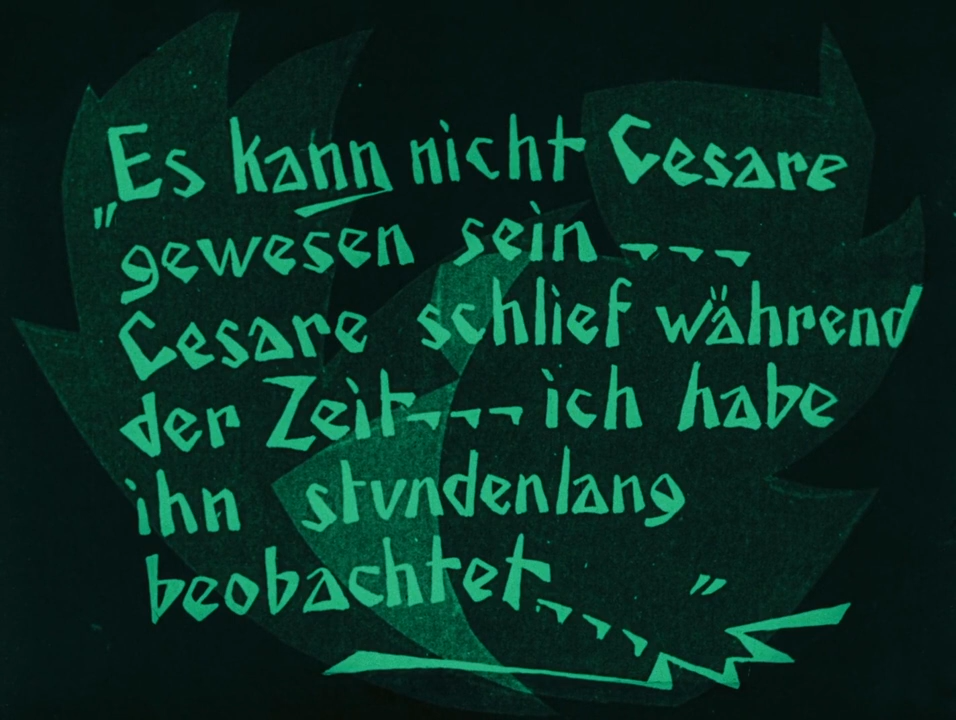 „Es kann nicht Cesare
gewesen sein ---
Cesare schlief während
der Zeit--- ich habe
ihn stundenlang
beobachtet---"